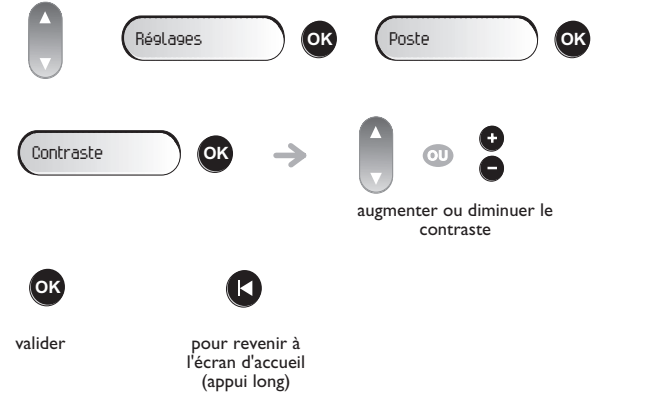 Réglages OK Poste OK
Contraste OK OU + -
augmenter ou diminuer le
contraste
OK
valider
pour revenir à
l'écran d'accueil
(appui long)